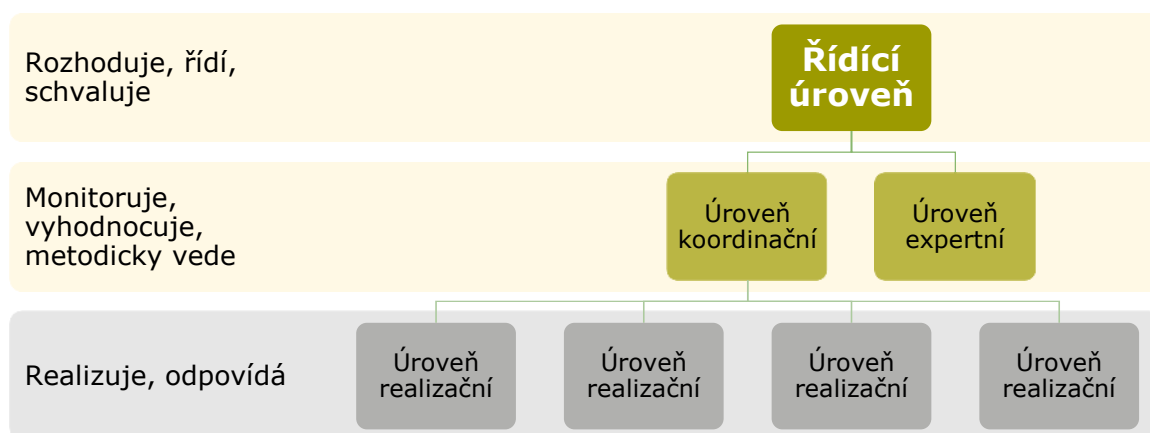 Rozhoduje, řídí,
schvaluje
Řídící
úroveň
Monitoruje,
vyhodnocuje,
metodicky vede
Úroveň
koordinační
Úroveň
expertní
Realizuje, odpovídá
Úroveň
realizační
Úroveň
realizační
Úroveň
realizační
Úroveň
realizační